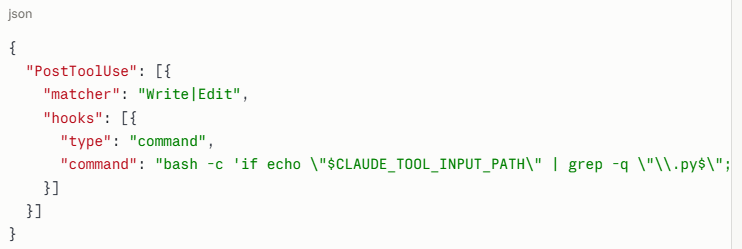 json
{
  "PostToolUse": [{
    "matcher": "Write|Edit",
    "hooks": [{
      "type": "command",
      "command": "bash -c 'if echo \"$CLAUDE_TOOL_INPUT_PATH\" | grep -q \"\\.py$\";
    }]
  }]
}